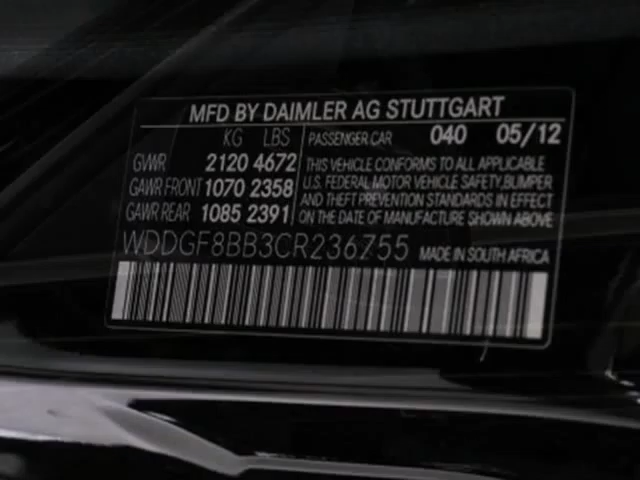 MFD BY DAIMLER AG STUTTGART
KG LBS PASSENGER CAR 040 05/12
GVWR 2120 4672 THIS VEHICLE CONFORMS TO ALL APPLICABLE
GAWR FRONT 1070 2358 U.S. FEDERAL MOTOR VEHICLE SAFETY, BUMPER
AND THEFT PREVENTION STANDARDS IN EFFECT
GAWR REAR 1085 2391 ON THE DATE OF MANUFACTURE SHOWN ABOVE
WDDGF8BB3CR236755 MADE IN SOUTH AFRICA